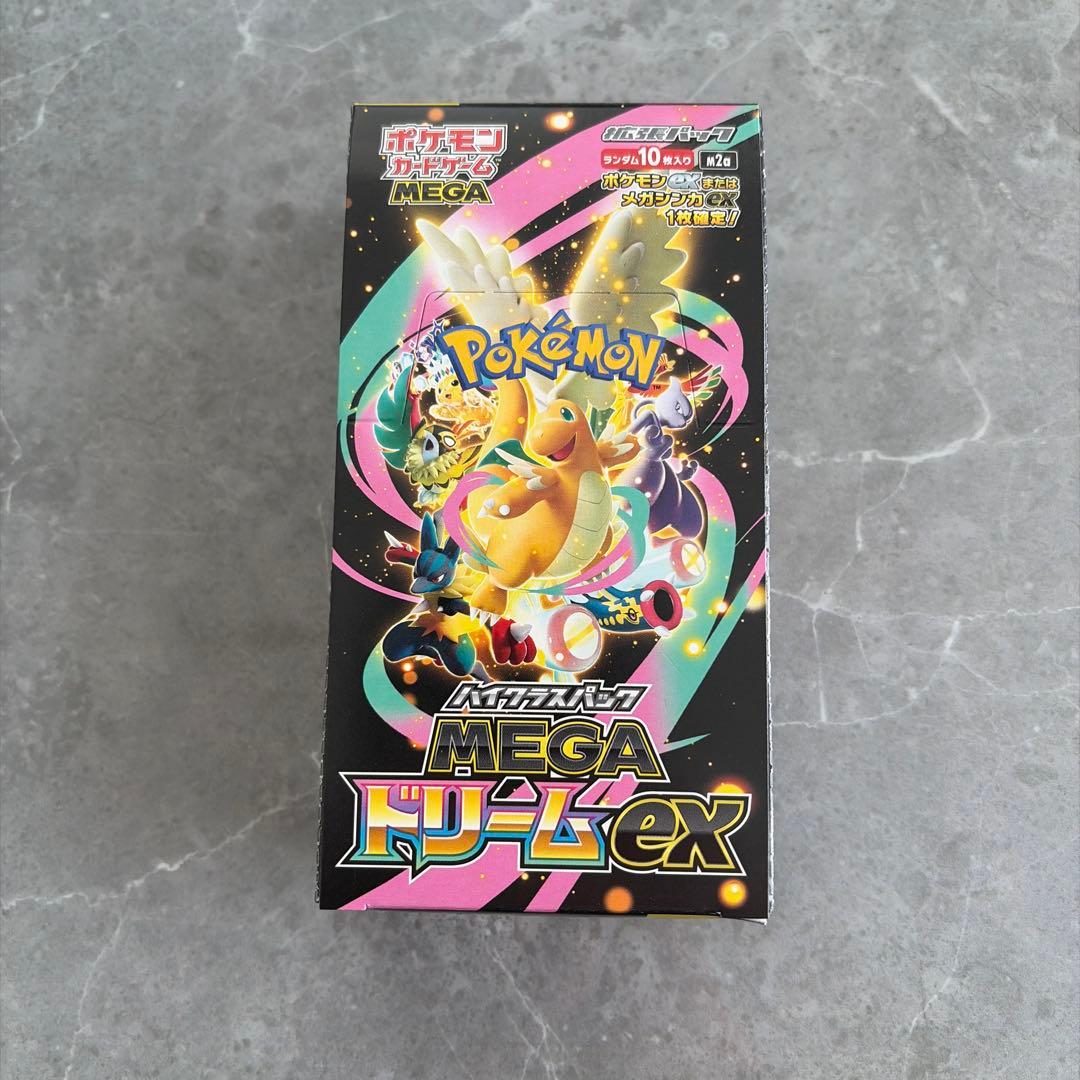 ポケモン
カードゲーム
MEGA
拡張パック
ランダム10枚入り M2a
ポケモンexまたは
メガシンカex
1枚確定!
POKéMON
TM
ハイクラスパック
MEGA
ドリームex